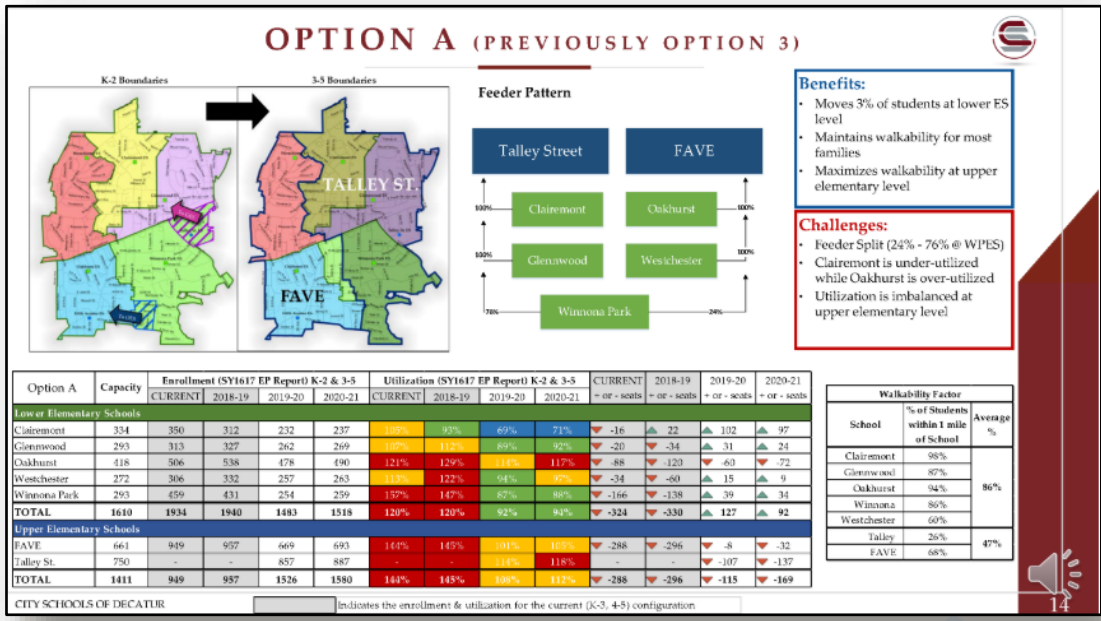 OPTION A (PREVIOUSLY OPTION 3)
K-2 Boundaries
3-5 Boundaries
TALLEY ST.
FAVE
Feeder Pattern
Talley Street
FAVE
100%
Clairemont
Oakhurst
100%
100%
Glennwood
Westchester
100%
76%
Winnona Park
24%
Benefits:
• Moves 3% of students at lower ES
level
• Maintains walkability for most
families
• Maximizes walkability at upper
elementary level
Challenges:
• Feeder Split (24% - 76% @ WPES)
• Clairemont is under-utilized
while Oakhurst is over-utilized
• Utilization is imbalanced at
upper elementary level
Option A Capacity Enrollment (SY1617 EP Report) K-2 & 3-5 Utilization (SY1617 EP Report) K-2 & 3-5 CURRENT 2018-19 2019-20 2020-21
CURRENT 2018-19 2019-20 2020-21 CURRENT 2018-19 2019-20 2020-21 + or - seats + or - seats + or - seats + or - seats
Lower Elementary Schools
Clairemont 334 350 312 232 237 105% 93% 69% 71% -16 22 102 97
Glennwood 293 313 327 262 269 107% 112% 89% 92% -20 -34 31 24
Oakhurst 418 506 538 478 490 121% 129% 114% 117% -88 -120 -60 -72
Westchester 272 306 332 257 263 113% 122% 94% 97% -34 -60 15 9
Winnona Park 293 459 431 254 259 157% 147% 87% 88% -166 -138 39 34
TOTAL 1610 1934 1940 1483 1518 120% 120% 92% 94% -324 -330 127 92
Upper Elementary Schools
FAVE 661 949 957 669 693 144% 145% 101% 105% -288 -296 -8 -32
Talley St. 750 - - 857 887 - - 114% 118% - - -107 -137
TOTAL 1411 949 957 1526 1580 144% 145% 108% 112% -288 -296 -115 -169
Walkability Factor
School % of Students within 1 mile of School Average %
Clairemont 98%
Glennwood 87%
Oakhurst 94%
86%
Winnona 86%
Westchester 60%
Talley 26%
47%
FAVE 68%
CITY SCHOOLS OF DECATUR
Indicates the enrollment & utilization for the current (K-3, 4-5) configuration
14